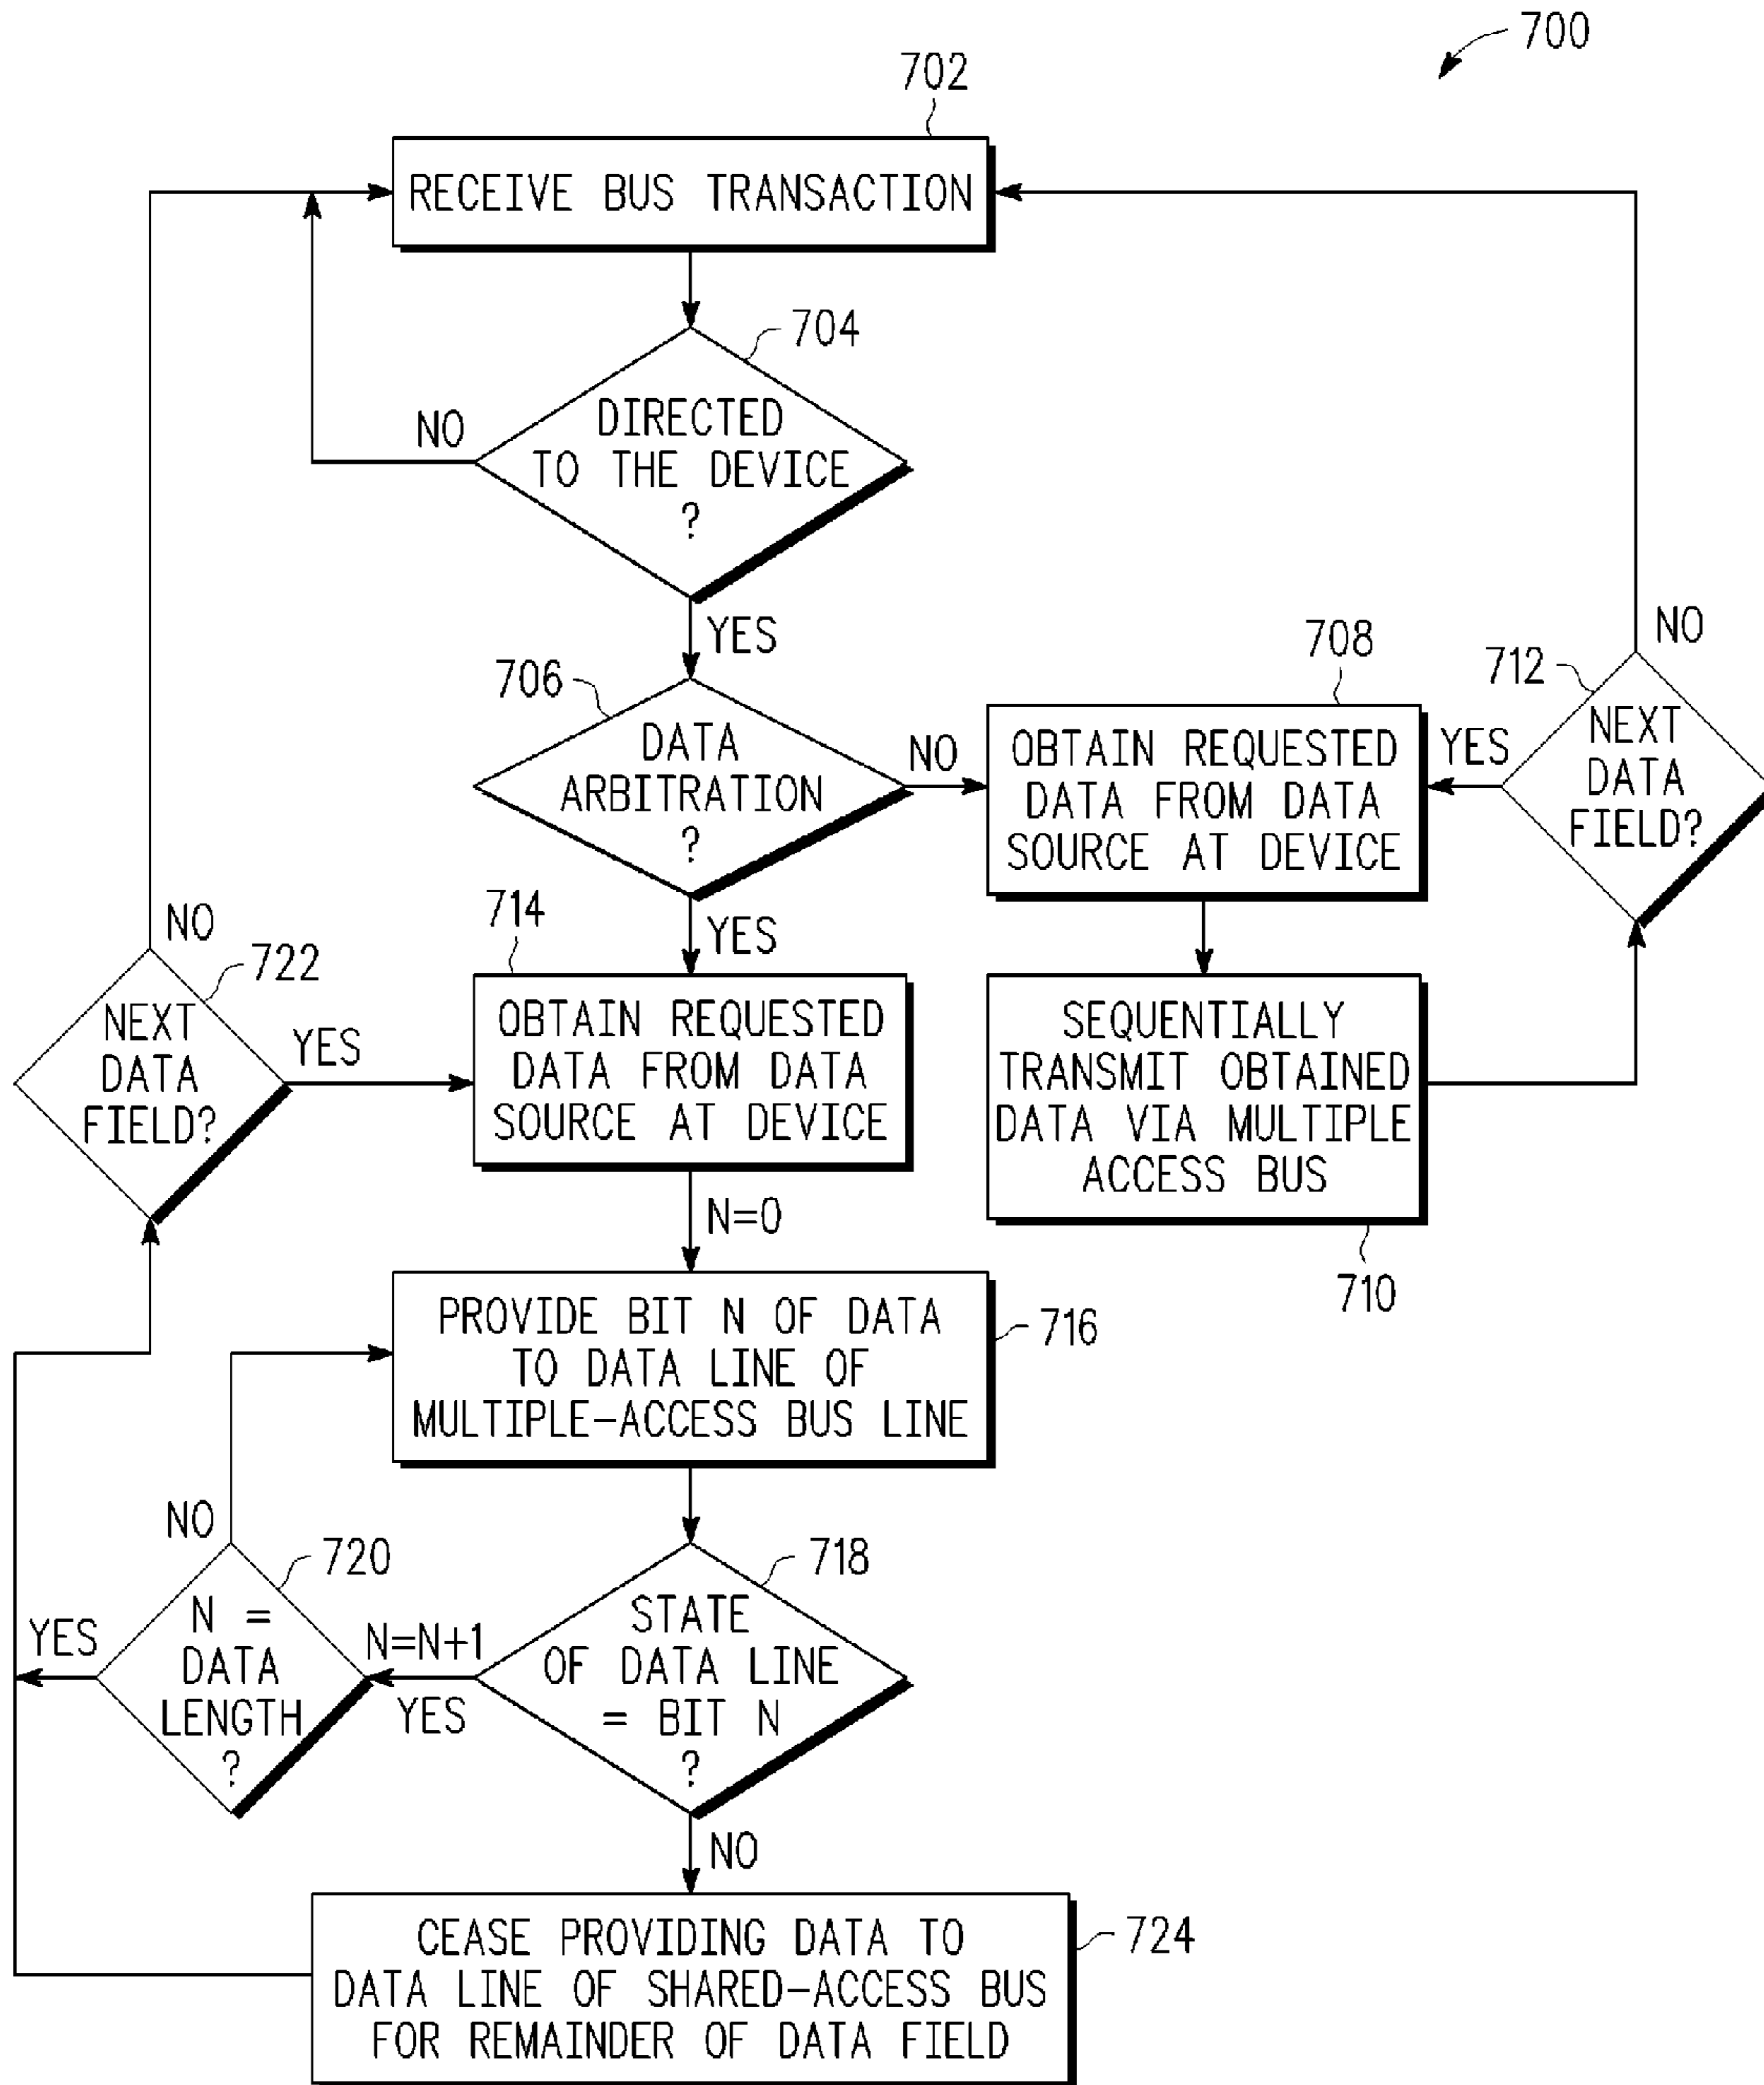 700
702
RECEIVE BUS TRANSACTION
704
DIRECTED
TO THE DEVICE
?
NO
YES
706
DATA
ARBITRATION
?
NO
YES
708
OBTAIN REQUESTED
DATA FROM DATA
SOURCE AT DEVICE
712
NEXT
DATA
FIELD?
YES
NO
SEQUENTIALLY
TRANSMIT OBTAINED
DATA VIA MULTIPLE
ACCESS BUS
710
714
OBTAIN REQUESTED
DATA FROM DATA
SOURCE AT DEVICE
722
NEXT
DATA
FIELD?
NO
YES
N=0
PROVIDE BIT N OF DATA
TO DATA LINE OF
MULTIPLE-ACCESS BUS LINE
716
718
STATE
OF DATA LINE
= BIT N
?
N=N+1
YES
NO
720
N =
DATA
LENGTH
?
NO
YES
CEASE PROVIDING DATA TO
DATA LINE OF SHARED-ACCESS BUS
FOR REMAINDER OF DATA FIELD
724